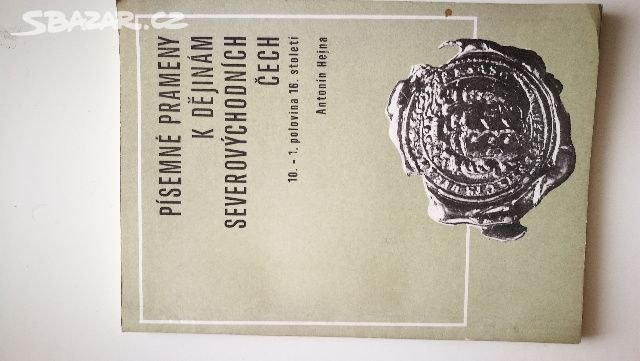 SBAZAR.CZ
PÍSEMNÉ PRAMENY
K DĚJINÁM
SEVEROVÝCHODNÍCH
ČECH
10. - 1. polovina 16. století
Antonín Hejna